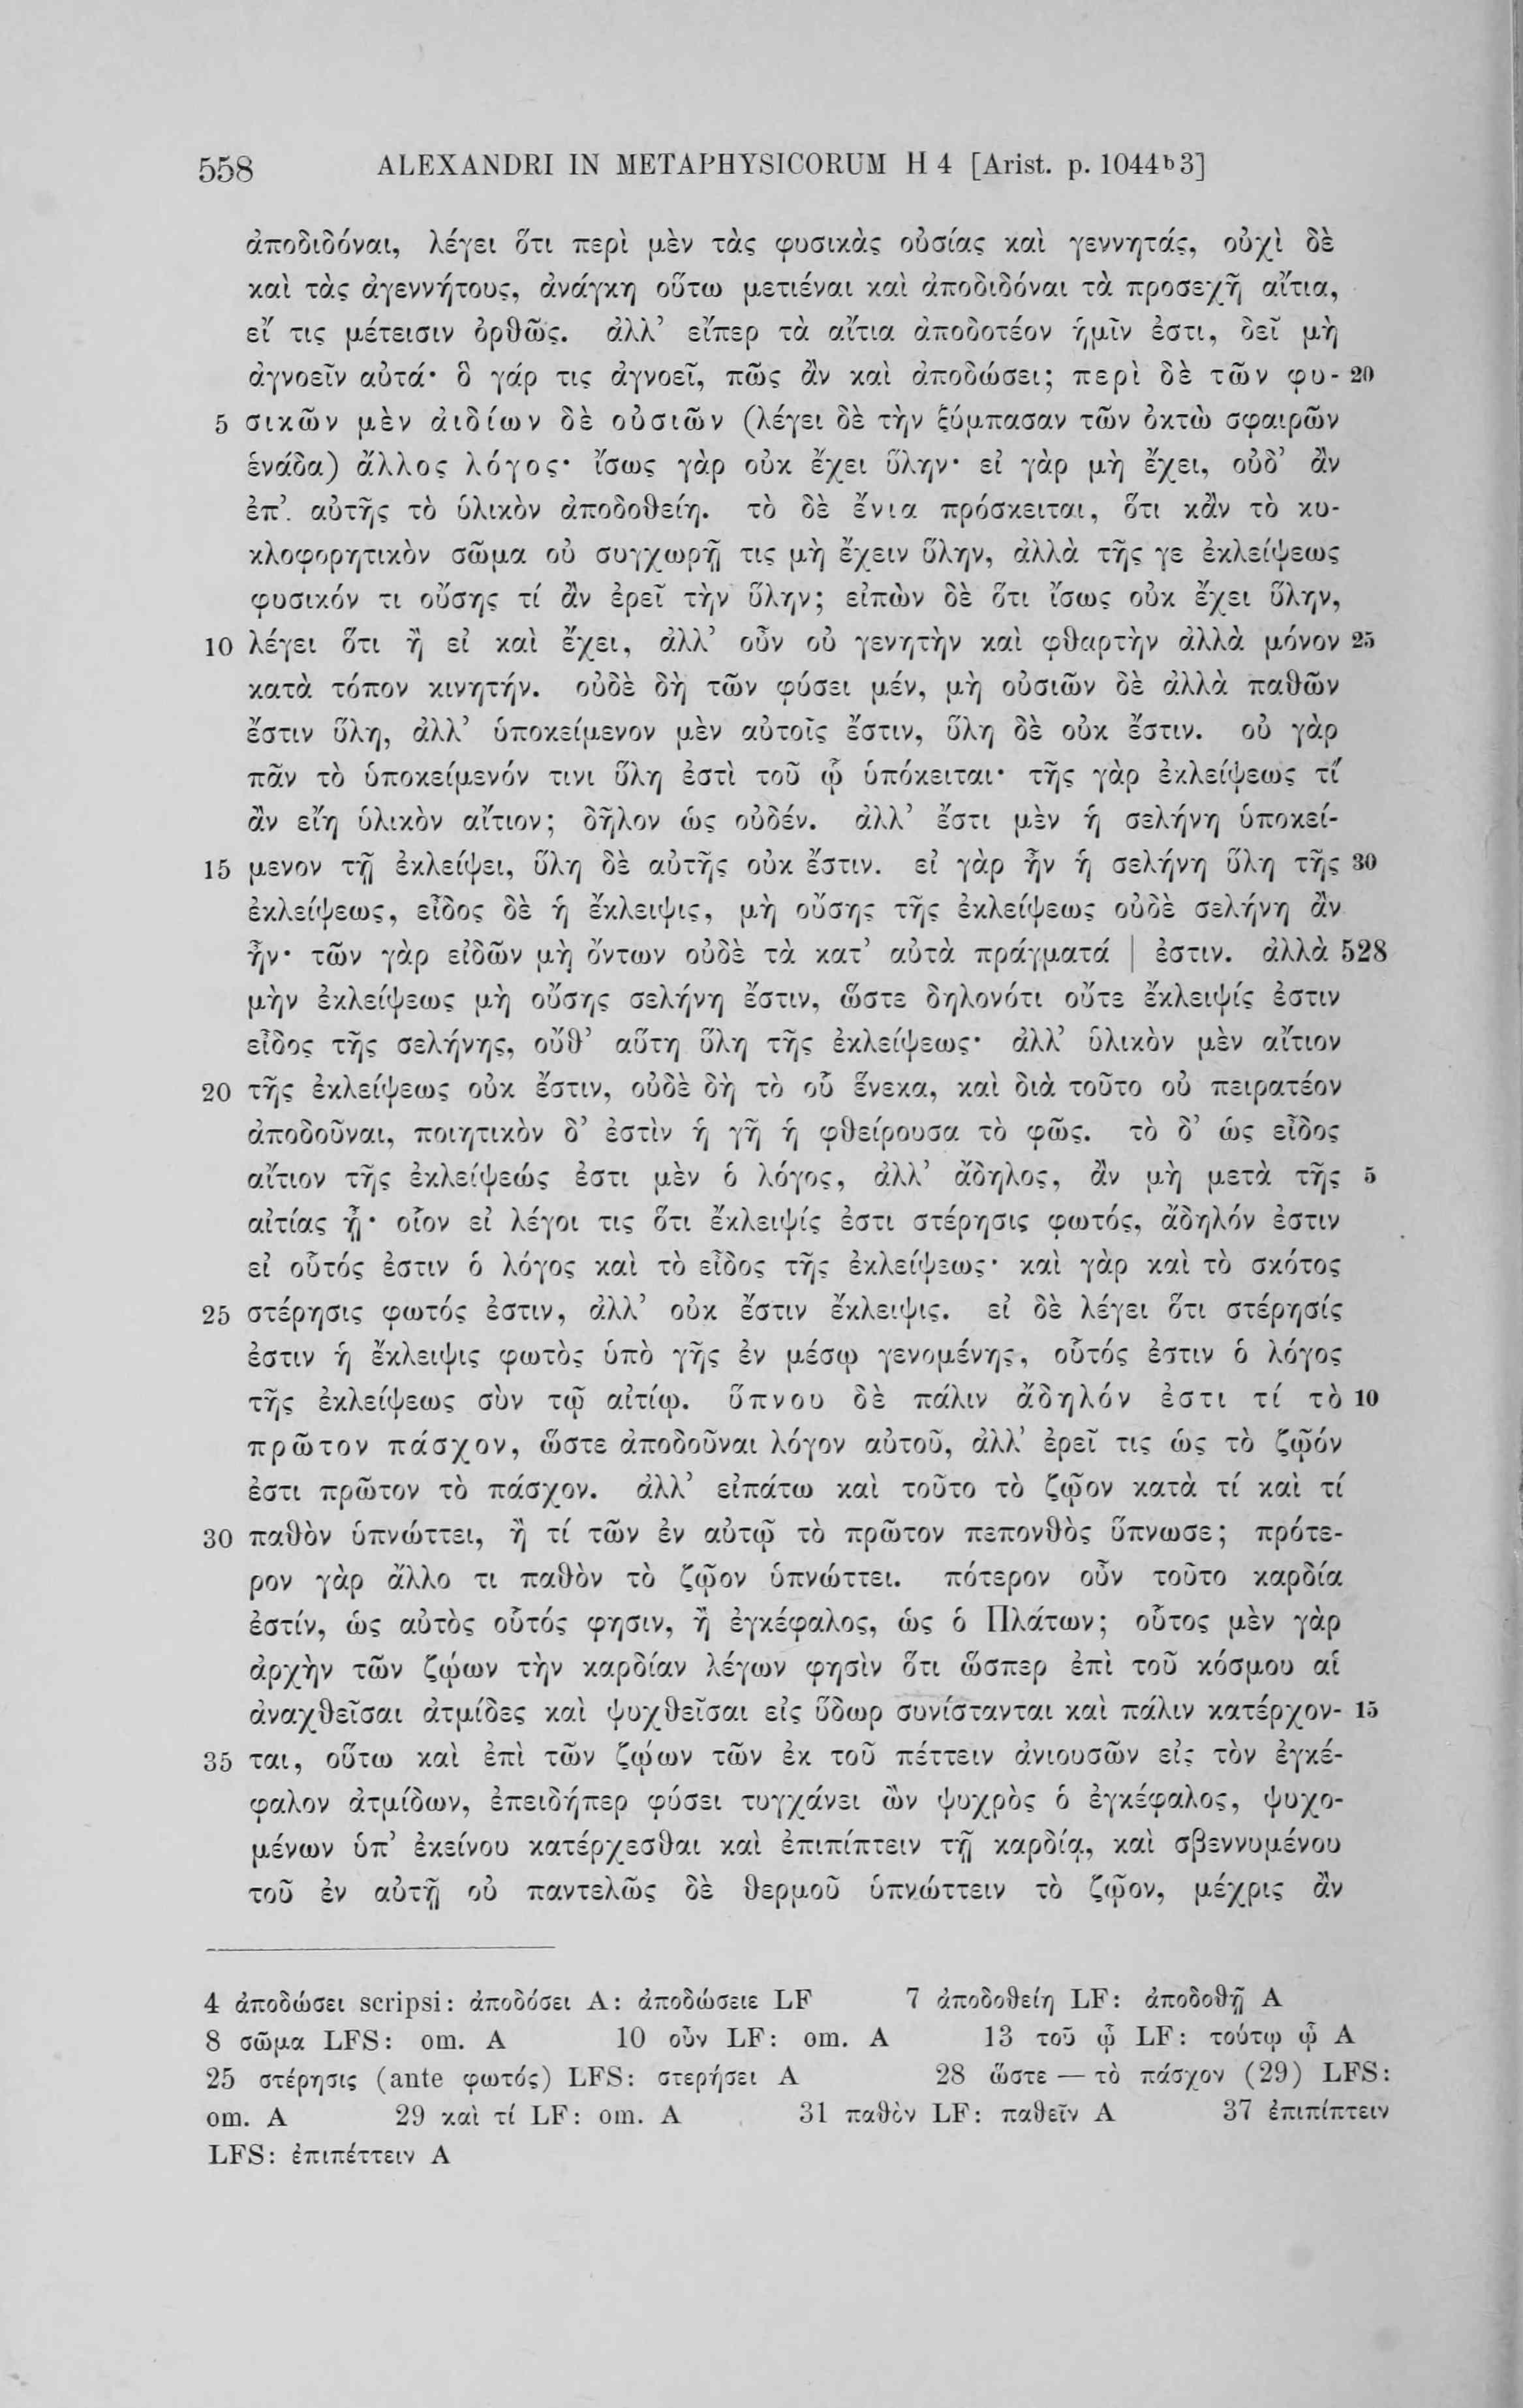 558 ALEXANDRI IN METAPHYSICORUM H 4 [Arist. p. 1044ᵇ3]
ἀποδιδόναι, λέγει ὅτι περὶ μὲν τὰς φυσικὰς οὐσίας καὶ γεννητάς, οὐχὶ δὲ
καὶ τὰς ἀγεννήτους, ἀνάγκη οὕτω μετιέναι καὶ ἀποδιδόναι τὰ προσεχῆ αἴτια,
εἴ τις μέτεισιν ὀρθῶς. ἀλλ’ εἴπερ τὰ αἴτια ἀποδοτέον ἡμῖν ἐστι, δεῖ μὴ
ἀγνοεῖν αὐτά· ὃ γάρ τις ἀγνοεῖ, πῶς ἂν καὶ ἀποδώσει; περὶ δὲ τῶν φυ- 20
5 σικῶν μὲν ἀιδίων δὲ οὐσιῶν (λέγει δὲ τὴν ξύμπασαν τῶν ὀκτὼ σφαιρῶν
ἑνάδα) ἄλλος λόγος· ἴσως γὰρ οὐκ ἔχει ὕλην· εἰ γὰρ μὴ ἔχει, οὐδ’ ἂν
ἐπ’. αὐτῆς τὸ ὑλικὸν ἀποδοθείη. τὸ δὲ ἔνια πρόσκειται, ὅτι κἂν τὸ κυ-
κλοφορητικὸν σῶμα οὐ συγχωρῇ τις μὴ ἔχειν ὕλην, ἀλλὰ τῆς γε ἐκλείψεως
φυσικόν τι οὔσης τί ἂν ἐρεῖ τὴν ὕλην; εἰπὼν δὲ ὅτι ἴσως οὐκ ἔχει ὕλην,
10 λέγει ὅτι ἢ εἰ καὶ ἔχει, ἀλλ’ οὖν οὐ γενητὴν καὶ φθαρτὴν ἀλλὰ μόνον 25
κατὰ τόπον κινητήν. οὐδὲ δὴ τῶν φύσει μέν, μὴ οὐσιῶν δὲ ἀλλὰ παθῶν
ἔστιν ὕλη, ἀλλ’ ὑποκείμενον μὲν αὐτοῖς ἔστιν, ὕλη δὲ οὐκ ἔστιν. οὐ γὰρ
πᾶν τὸ ὑποκείμενόν τινι ὕλη ἐστὶ τοῦ ᾧ ὑπόκειται· τῆς γὰρ ἐκλείψεως τί
ἂν εἴη ὑλικὸν αἴτιον; δῆλον ὡς οὐδέν. ἀλλ’ ἔστι μὲν ἡ σελήνη ὑποκεί-
15 μενον τῇ ἐκλείψει, ὕλη δὲ αὐτῆς οὐκ ἔστιν. εἰ γὰρ ἦν ἡ σελήνη ὕλη τῆς 30
ἐκλείψεως, εἶδος δὲ ἡ ἔκλειψις, μὴ οὔσης τῆς ἐκλείψεως οὐδὲ σελήνη ἂν
ἦν· τῶν γὰρ εἰδῶν μὴ ὄντων οὐδὲ τὰ κατ’ αὐτὰ πράγματά | ἐστιν. ἀλλὰ 528
μὴν ἐκλείψεως μὴ οὔσης σελήνη ἔστιν, ὥστε δηλονότι οὔτε ἔκλειψίς ἐστιν
εἶδος τῆς σελήνης, οὔθ’ αὕτη ὕλη τῆς ἐκλείψεως· ἀλλ’ ὑλικὸν μὲν αἴτιον
20 τῆς ἐκλείψεως οὐκ ἔστιν, οὐδὲ δὴ τὸ οὗ ἕνεκα, καὶ διὰ τοῦτο οὐ πειρατέον
ἀποδοῦναι, ποιητικὸν δ’ ἐστὶν ἡ γῆ ἡ φθείρουσα τὸ φῶς. τὸ δ’ ὡς εἶδος
αἴτιον τῆς ἐκλείψεώς ἐστι μὲν ὁ λόγος, ἀλλ’ ἄδηλος, ἂν μὴ μετὰ τῆς 5
αἰτίας ᾖ· οἷον εἰ λέγοι τις ὅτι ἔκλειψίς ἐστι στέρησις φωτός, ἄδηλόν ἐστιν
εἰ οὗτός ἐστιν ὁ λόγος καὶ τὸ εἶδος τῆς ἐκλείψεως· καὶ γὰρ καὶ τὸ σκότος
25 στέρησις φωτός ἐστιν, ἀλλ’ οὐκ ἔστιν ἔκλειψις. εἰ δὲ λέγει ὅτι στέρησίς
ἐστιν ἡ ἔκλειψις φωτὸς ὑπὸ γῆς ἐν μέσῳ γενομένης, οὗτός ἐστιν ὁ λόγος
τῆς ἐκλείψεως σὺν τῷ αἰτίῳ. ὕπνου δὲ πάλιν ἄδηλόν ἐστι τί τὸ 10
πρῶτον πάσχον, ὥστε ἀποδοῦναι λόγον αὐτοῦ, ἀλλ’ ἐρεῖ τις ὡς τὸ ζῷόν
ἐστι πρῶτον τὸ πάσχον. ἀλλ’ εἰπάτω καὶ τοῦτο τὸ ζῷον κατὰ τί καὶ τί
30 παθὸν ὑπνώττει, ἢ τί τῶν ἐν αὐτῷ τὸ πρῶτον πεπονθὸς ὕπνωσε; πρότε-
ρον γὰρ ἄλλο τι παθὸν τὸ ζῷον ὑπνώττει. πότερον οὖν τοῦτο καρδία
ἐστίν, ὡς αὐτὸς οὗτός φησιν, ἢ ἐγκέφαλος, ὡς ὁ Πλάτων; οὗτος μὲν γὰρ
ἀρχὴν τῶν ζῴων τὴν καρδίαν λέγων φησὶν ὅτι ὥσπερ ἐπὶ τοῦ κόσμου αἱ
ἀναχθεῖσαι ἀτμίδες καὶ ψυχθεῖσαι εἰς ὕδωρ συνίστανται καὶ πάλιν κατέρχον- 15
35 ται, οὕτω καὶ ἐπὶ τῶν ζῴων τῶν ἐκ τοῦ πέττειν ἀνιουσῶν εἰς τὸν ἐγκέ-
φαλον ἀτμίδων, ἐπειδήπερ φύσει τυγχάνει ὢν ψυχρὸς ὁ ἐγκέφαλος, ψυχο-
μένων ὑπ’ ἐκείνου κατέρχεσθαι καὶ ἐπιπίπτειν τῇ καρδίᾳ, καὶ σβεννυμένου
τοῦ ἐν αὐτῇ οὐ παντελῶς δὲ θερμοῦ ὑπνώττειν τὸ ζῷον, μέχρις ἂν
4 ἀποδώσει scripsi: ἀποδόσει A: ἀποδώσειε LF 7 ἀποδοθείη LF: ἀποδοθῇ A
8 σῶμα LFS: om. A 10 οὖν LF: om. A 13 τοῦ ᾧ LF: τούτῳ ᾧ A
25 στέρησις (ante φωτός) LFS: στερήσει A 28 ὥστε — τὸ πάσχον (29) LFS:
om. A 29 καὶ τί LF: om. A 31 παθὸν LF: παθεῖν A 37 ἐπιπίπτειν
LFS: ἐπιπέττειν A